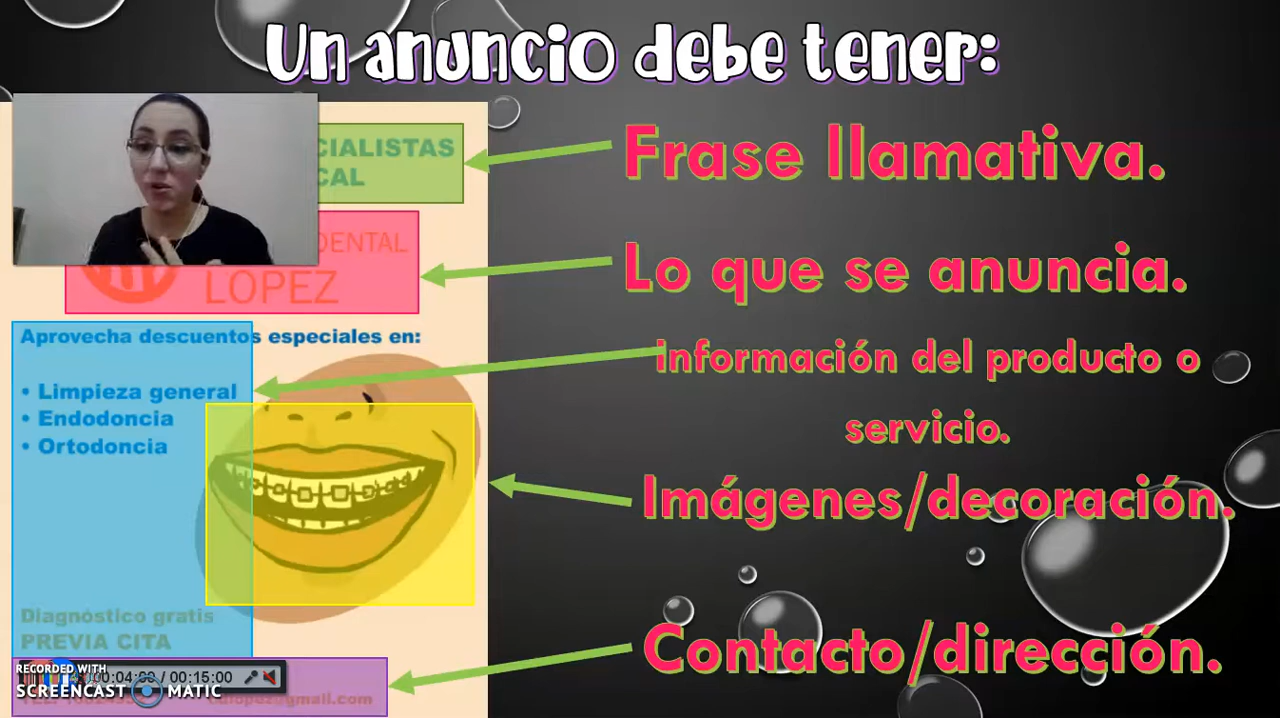 Un anuncio debe tener:
CIALISTAS
CAL
DENTAL
LOPEZ
Aprovecha descuentos especiales en:
• Limpieza general
• Endodoncia
• Ortodoncia
Diagnóstico gratis
PREVIA CITA
Frase llamativa.
Lo que se anuncia.
información del producto o
servicio.
Imágenes/decoración.
Contacto/dirección.
RECORDED WITH
SCREENCAST MATIC
/ 00:15:00
@gmail.com